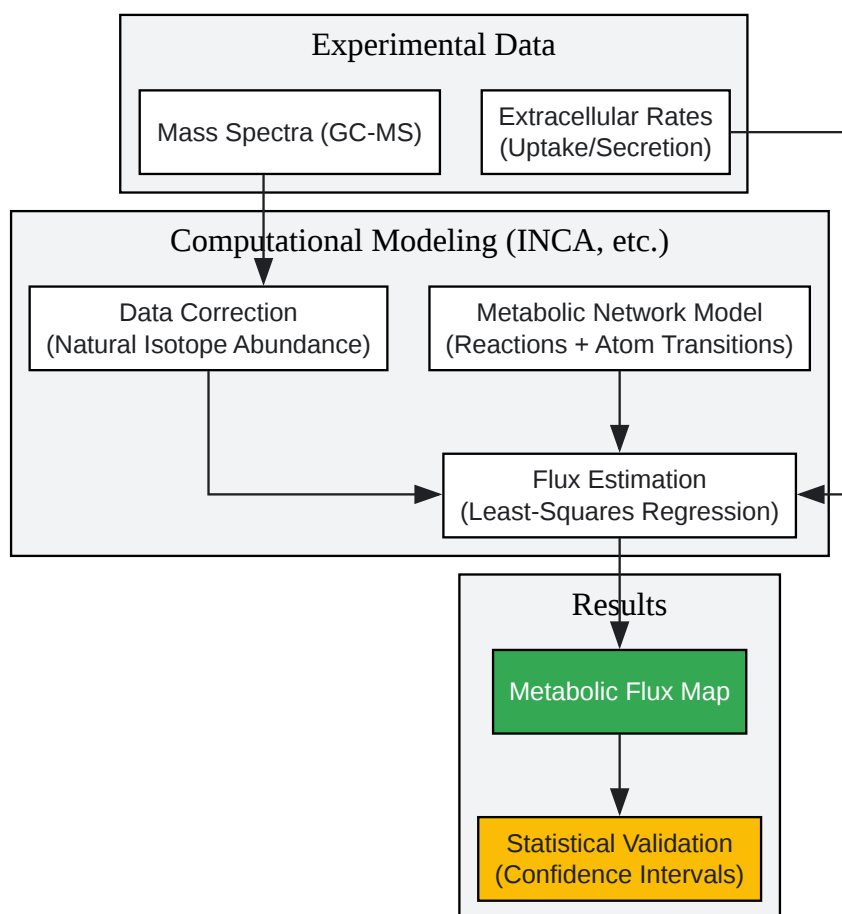 Experimental Data
Mass Spectra (GC-MS)
Extracellular Rates
(Uptake/Secretion)
Computational Modeling (INCA, etc.)
Data Correction
(Natural Isotope Abundance)
Metabolic Network Model
(Reactions + Atom Transitions)
Flux Estimation
(Least-Squares Regression)
Results
Metabolic Flux Map
Statistical Validation
(Confidence Intervals)